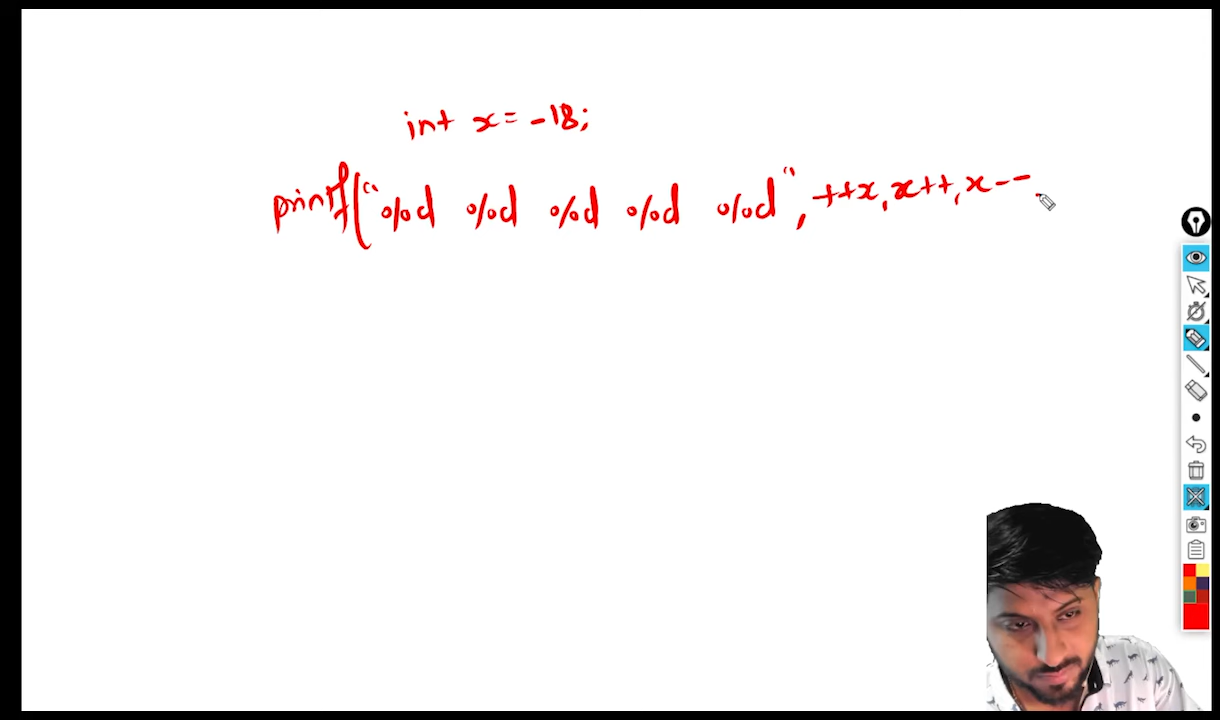 int x = -18;
printf("%d %d %d %d %d", ++x, x++, x--